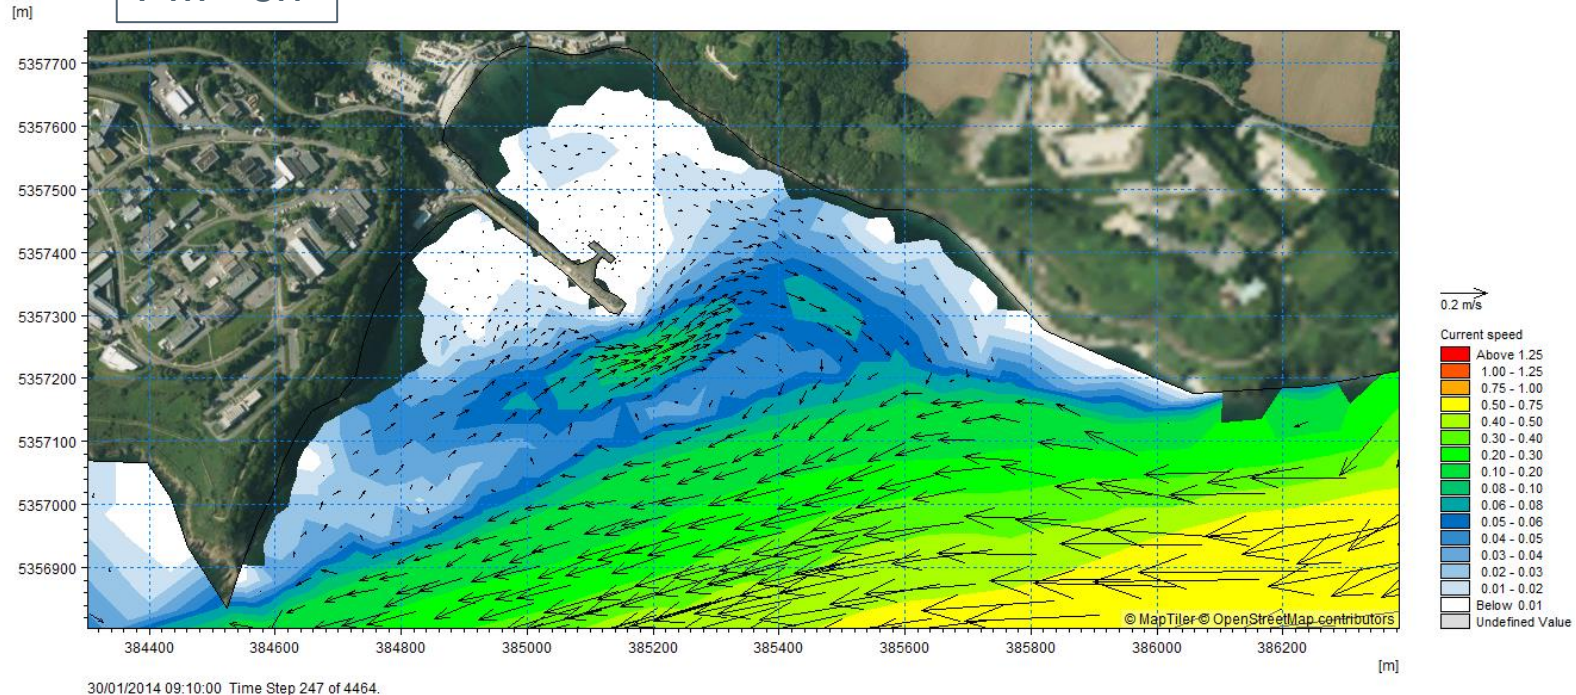 [m]
5357700
5357600
5357500
5357400
5357300
5357200
5357100
5357000
5356900
384400 384600 384800 385000 385200 385400 385600 385800 386000 386200
[m]
© MapTiler © OpenStreetMap contributors
30/01/2014 09:10:00 Time Step 247 of 4464.
0.2 m/s
Current speed
Above 1.25
1.00 - 1.25
0.75 - 1.00
0.50 - 0.75
0.40 - 0.50
0.30 - 0.40
0.20 - 0.30
0.10 - 0.20
0.08 - 0.10
0.06 - 0.08
0.05 - 0.06
0.04 - 0.05
0.03 - 0.04
0.02 - 0.03
0.01 - 0.02
Below 0.01
Undefined Value